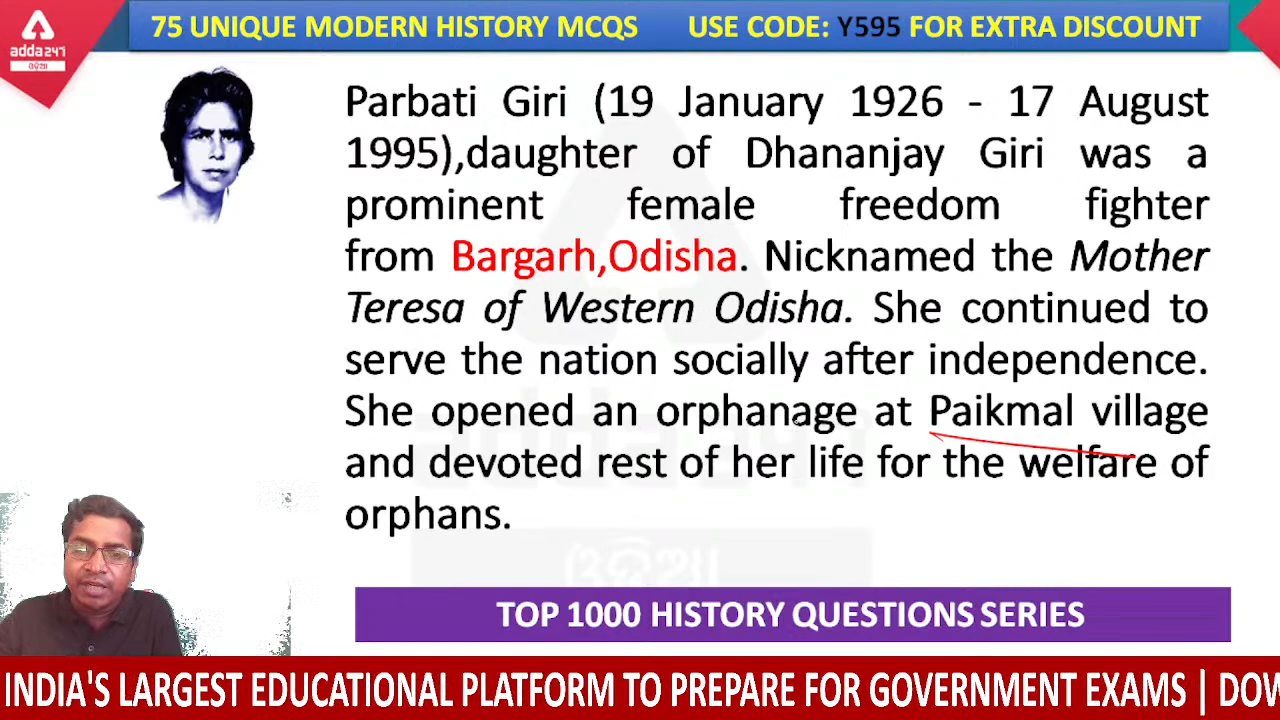 75 UNIQUE MODERN HISTORY MCQS USE CODE: Y595 FOR EXTRA DISCOUNT
adda247
ଓଡ଼ିଆ
Parbati Giri (19 January 1926 - 17 August
1995),daughter of Dhananjay Giri was a
prominent female freedom fighter
from Bargarh,Odisha. Nicknamed the Mother
Teresa of Western Odisha. She continued to
serve the nation socially after independence.
She opened an orphanage at Paikmal village
and devoted rest of her life for the welfare of
orphans.
adda247
ଓଡ଼ିଆ
TOP 1000 HISTORY QUESTIONS SERIES
INDIA'S LARGEST EDUCATIONAL PLATFORM TO PREPARE FOR GOVERNMENT EXAMS | DOW